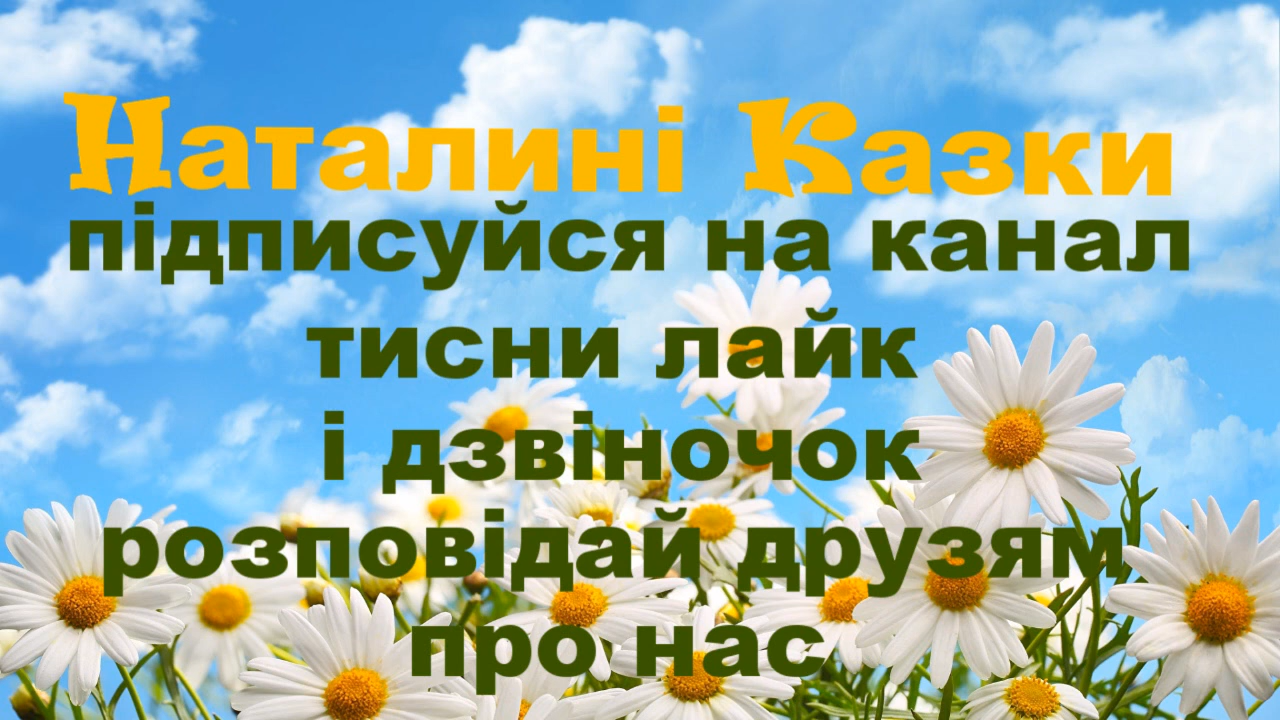 Наталині Казки
підписуйся на канал
тисни лайк
і дзвіночок
розповідай друзям
про нас